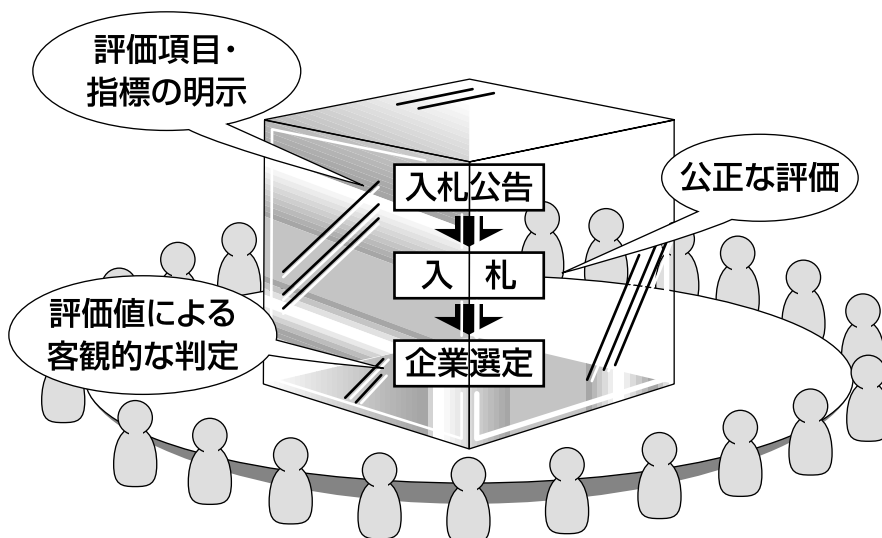 評価項目・
指標の明示
入札公告
公正な評価
入 札
評価値による
客観的な判定
企業選定